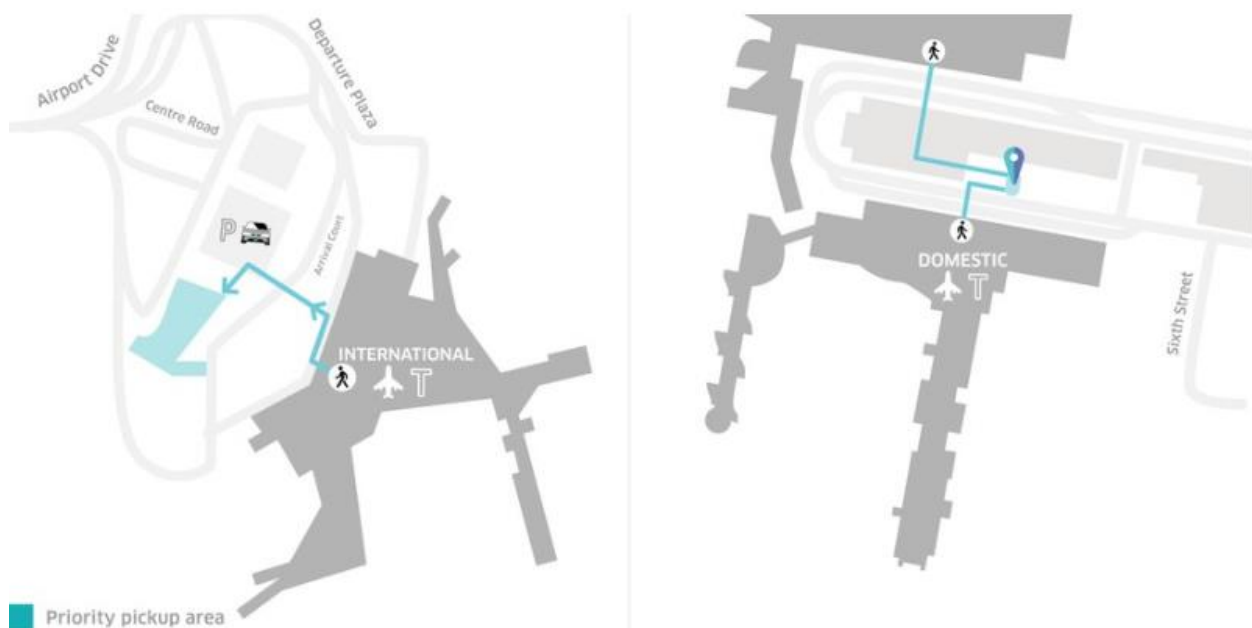 Airport Drive
Departure Plaza
Centre Road
P
Arrival Court
INTERNATIONAL
T
Priority pickup area
DOMESTIC
T
Sixth Street